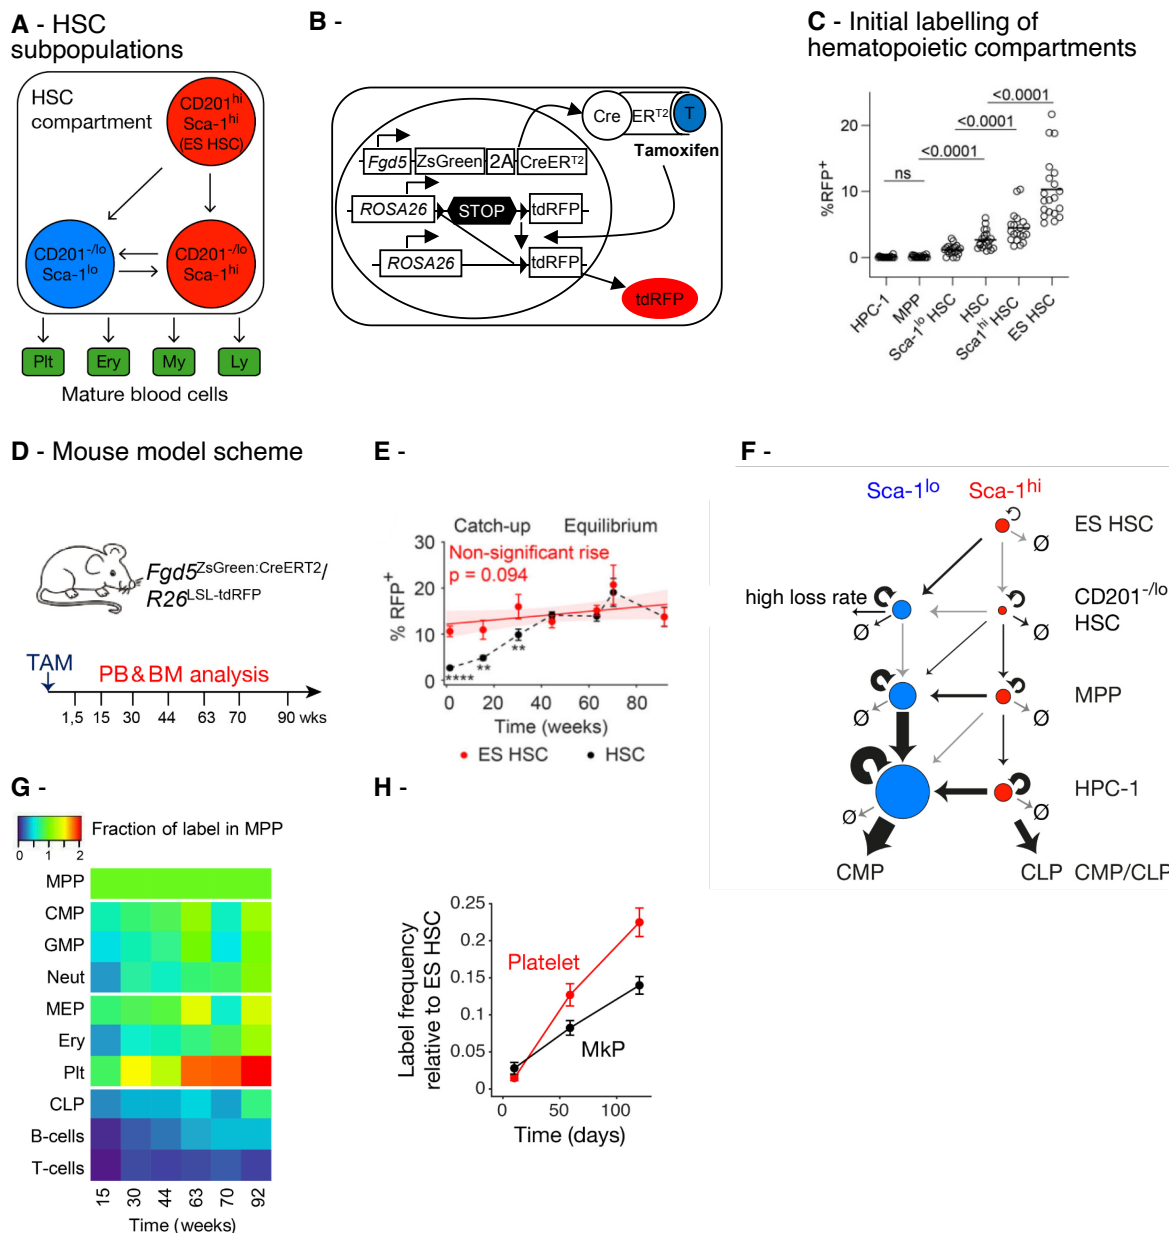 A - HSC
subpopulations
HSC
compartment
CD201hi
Sca-1hi
(ES HSC)
CD201-/lo
Sca-1lo
CD201-/lo
Sca-1hi
Plt
Ery
My
Ly
Mature blood cells
B -
Cre
ERT2
T
Tamoxifen
Fgd5
ZsGreen
2A
CreERT2
ROSA26
STOP
tdRFP
ROSA26
tdRFP
tdRFP
C - Initial labelling of
hematopoietic compartments
<0.0001
<0.0001
<0.0001
ns
20
10
0
%RFP+
HPC-1
MPP
Sca-1lo HSC
HSC
Sca1hi HSC
ES HSC
D - Mouse model scheme
Fgd5ZsGreen:CreERT2/
R26LSL-tdRFP
TAM
PB&BM analysis
1,5 15 30 44 63 70 90 wks
E -
Catch-up Equilibrium
Non-significant rise
p = 0.094
30
20
10
0
% RFP+
****
**
**
0 20 40 60 80
Time (weeks)
ES HSC
HSC
F -
Sca-1lo
Sca-1hi
ES HSC
Ø
high loss rate
CD201-/lo
HSC
Ø
Ø
MPP
Ø
Ø
HPC-1
Ø
Ø
CMP
CLP
CMP/CLP
G -
Fraction of label in MPP
0 1 2
MPP
CMP
GMP
Neut
MEP
Ery
Plt
CLP
B-cells
T-cells
15 30 44 63 70 92
Time (weeks)
H -
Label frequency
relative to ES HSC
0.25
0.2
0.15
0.1
0.05
0
Platelet
MkP
0 50 100
Time (days)